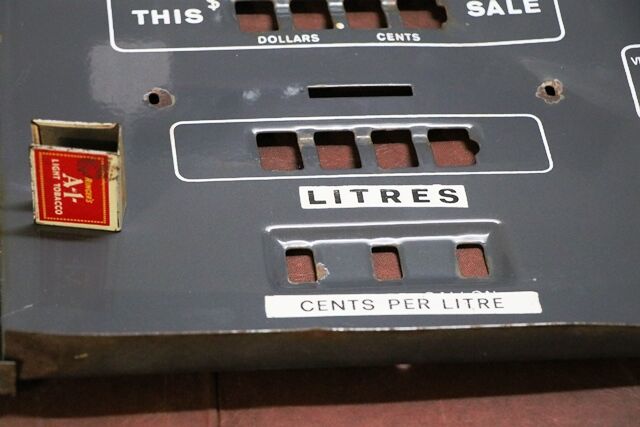 THIS $ SALE
DOLLARS CENTS
LITRES
CENTS PER LITRE
A-1
LIGHT TOBACCO